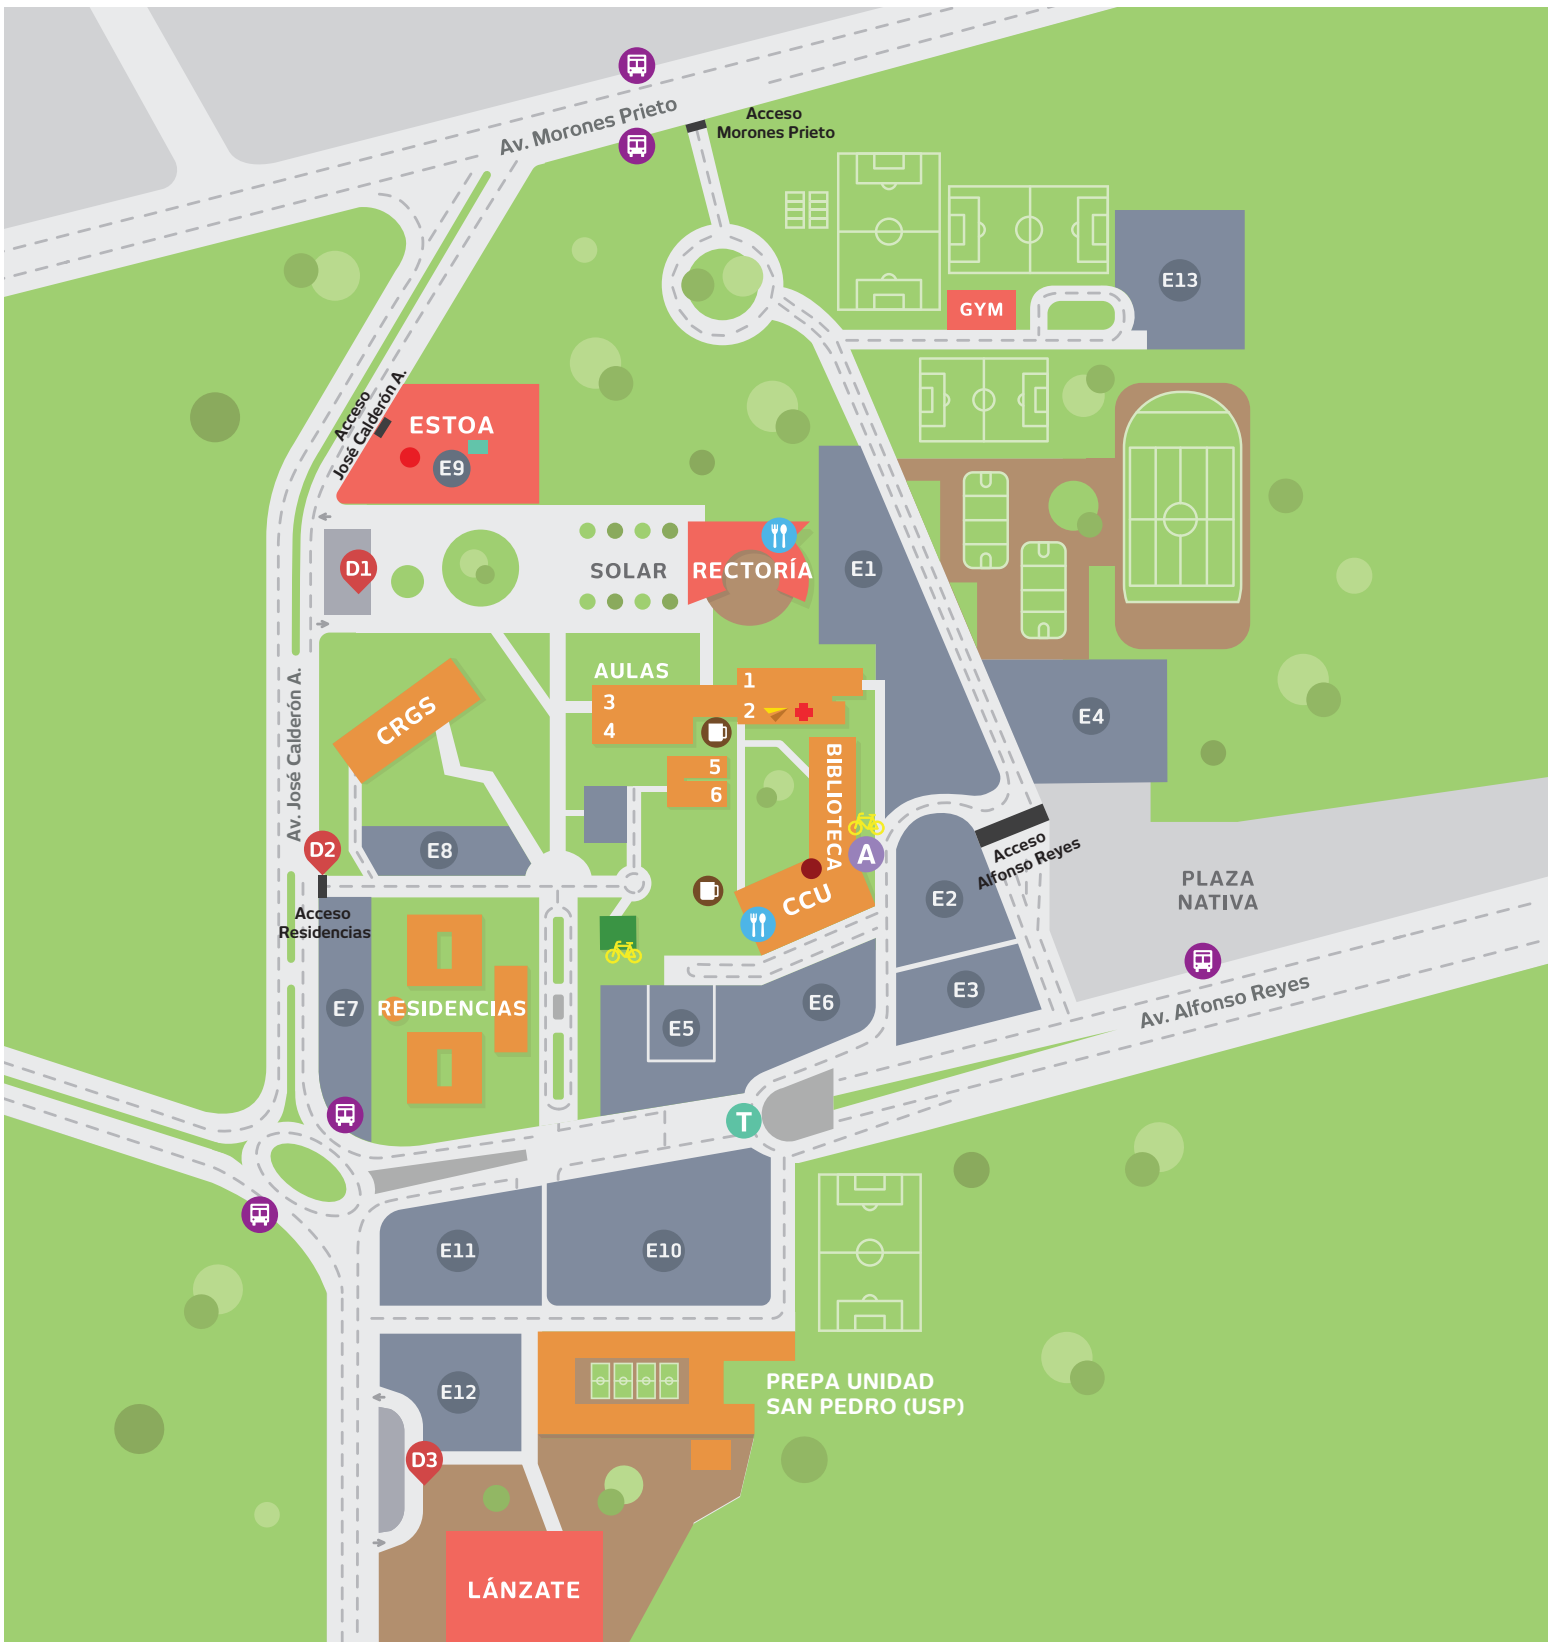 Av. Morones Prieto
Acceso
Morones Prieto
E13
GYM
Acceso
José Calderón A.
ESTOA
E9
D1
SOLAR
RECTORÍA
E1
AULAS
1
2
3
4
5
6
CRGS
E4
Av. José Calderón A.
BIBLIOTECA
D2
E8
A
Acceso
Alfonso Reyes
CCU
E2
PLAZA
NATIVA
Acceso
Residencias
E7
RESIDENCIAS
E5
E6
E3
Av. Alfonso Reyes
T
E11
E10
E12
PREPA UNIDAD
SAN PEDRO (USP)
D3
LÁNZATE